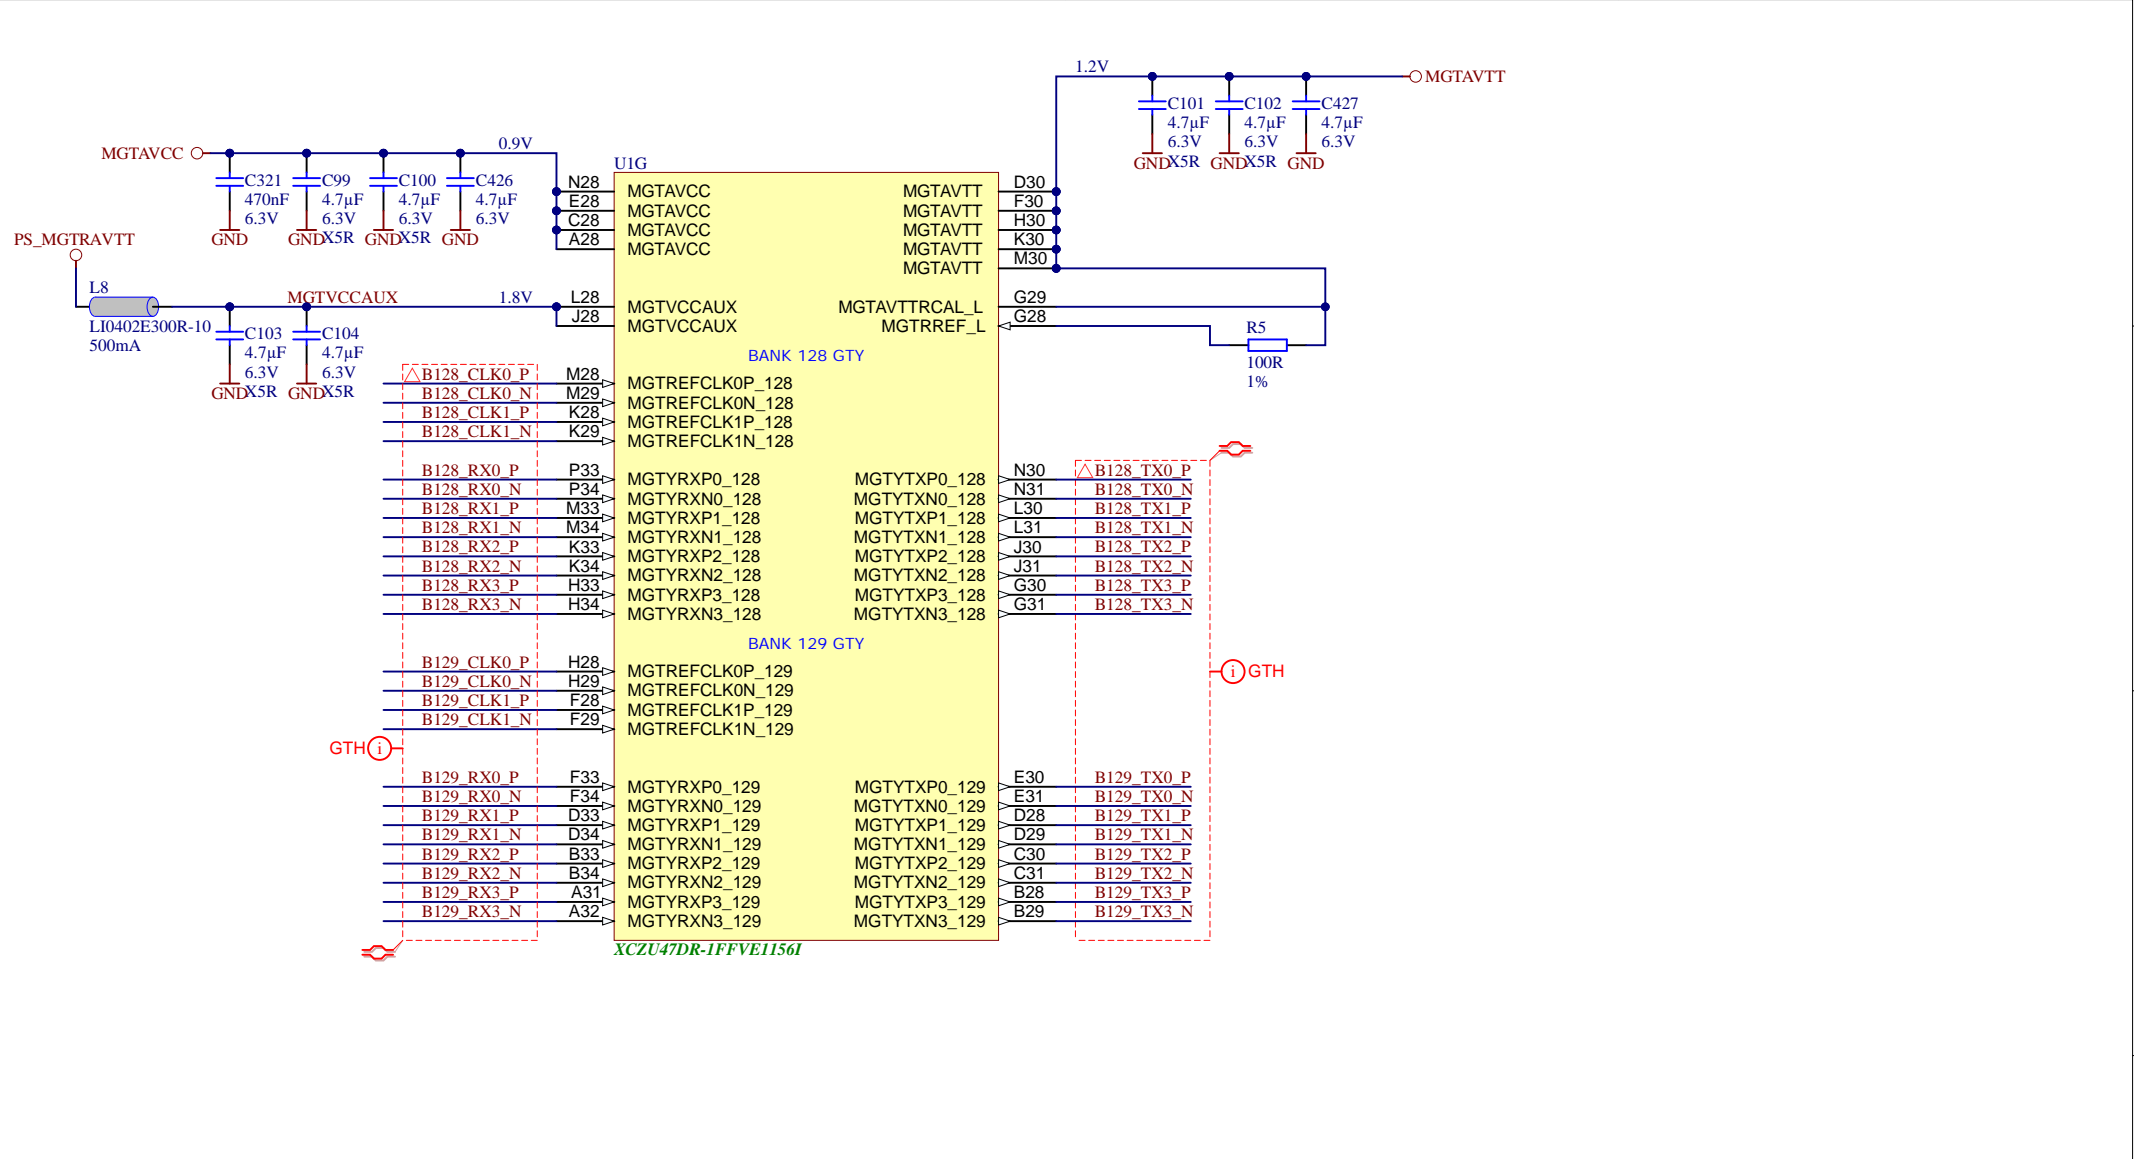 1.2V
MGTAVTT
C101
4.7µF
6.3V
X5R
GND
C102
4.7µF
6.3V
X5R
GND
C427
4.7µF
6.3V
GND
MGTAVCC
0.9V
C321
470nF
6.3V
GND
C99
4.7µF
6.3V
X5R
GND
C100
4.7µF
6.3V
X5R
GND
C426
4.7µF
6.3V
GND
PS_MGTRAVTT
L8
LI0402E300R-10
500mA
MGTVCCAUX
1.8V
C103
4.7µF
6.3V
X5R
GND
C104
4.7µF
6.3V
X5R
GND
U1G
N28 MGTAVCC
E28 MGTAVCC
C28 MGTAVCC
A28 MGTAVCC
MGTAVTT D30
MGTAVTT F30
MGTAVTT H30
MGTAVTT K30
MGTAVTT M30
L28 MGTVCCAUX
J28 MGTVCCAUX
MGTAVTTRCAL_L G29
MGTRREF_L G28
R5
100R
1%
BANK 128 GTY
B128_CLK0_P M28 MGTREFCLK0P_128
B128_CLK0_N M29 MGTREFCLK0N_128
B128_CLK1_P K28 MGTREFCLK1P_128
B128_CLK1_N K29 MGTREFCLK1N_128
B128_RX0_P P33 MGTYRXP0_128 MGTYTXP0_128 N30 B128_TX0_P
B128_RX0_N P34 MGTYRXN0_128 MGTYTXN0_128 N31 B128_TX0_N
B128_RX1_P M33 MGTYRXP1_128 MGTYTXP1_128 L30 B128_TX1_P
B128_RX1_N M34 MGTYRXN1_128 MGTYTXN1_128 L31 B128_TX1_N
B128_RX2_P K33 MGTYRXP2_128 MGTYTXP2_128 J30 B128_TX2_P
B128_RX2_N K34 MGTYRXN2_128 MGTYTXN2_128 J31 B128_TX2_N
B128_RX3_P H33 MGTYRXP3_128 MGTYTXP3_128 G30 B128_TX3_P
B128_RX3_N H34 MGTYRXN3_128 MGTYTXN3_128 G31 B128_TX3_N
BANK 129 GTY
B129_CLK0_P H28 MGTREFCLK0P_129
B129_CLK0_N H29 MGTREFCLK0N_129
B129_CLK1_P F28 MGTREFCLK1P_129
B129_CLK1_N F29 MGTREFCLK1N_129
i GTH
GTH i
B129_RX0_P F33 MGTYRXP0_129 MGTYTXP0_129 E30 B129_TX0_P
B129_RX0_N F34 MGTYRXN0_129 MGTYTXN0_129 E31 B129_TX0_N
B129_RX1_P D33 MGTYRXP1_129 MGTYTXP1_129 D28 B129_TX1_P
B129_RX1_N D34 MGTYRXN1_129 MGTYTXN1_129 D29 B129_TX1_N
B129_RX2_P B33 MGTYRXP2_129 MGTYTXP2_129 C30 B129_TX2_P
B129_RX2_N B34 MGTYRXN2_129 MGTYTXN2_129 C31 B129_TX2_N
B129_RX3_P A31 MGTYRXP3_129 MGTYTXP3_129 B28 B129_TX3_P
B129_RX3_N A32 MGTYRXN3_129 MGTYTXN3_129 B29 B129_TX3_N
XCZU47DR-1FFVE1156I